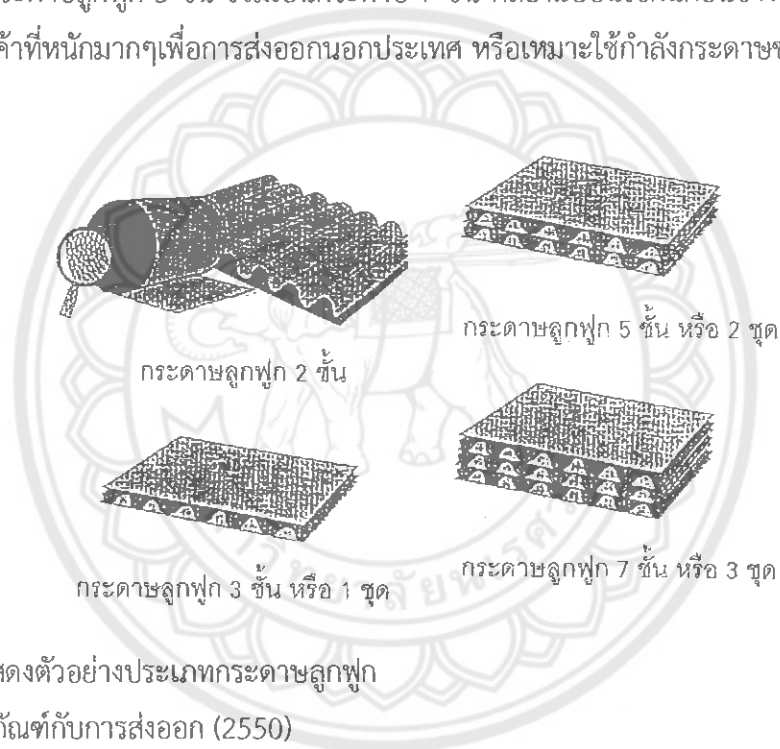 ค้าที่หนักมากๆเพื่อการส่งออกนอกประเทศ หรือเหมาะใช้กำลังกระดาษ
กระดาษลูกฟูก 2 ชั้น
กระดาษลูกฟูก 5 ชั้น หรือ 2 ชุด
กระดาษลูกฟูก 3 ชั้น หรือ 1 ชุด
กระดาษลูกฟูก 7 ชั้น หรือ 3 ชุด
สดงตัวอย่างประเภทกระดาษลูกฟูก
ภัณฑ์กับการส่งออก (2550)